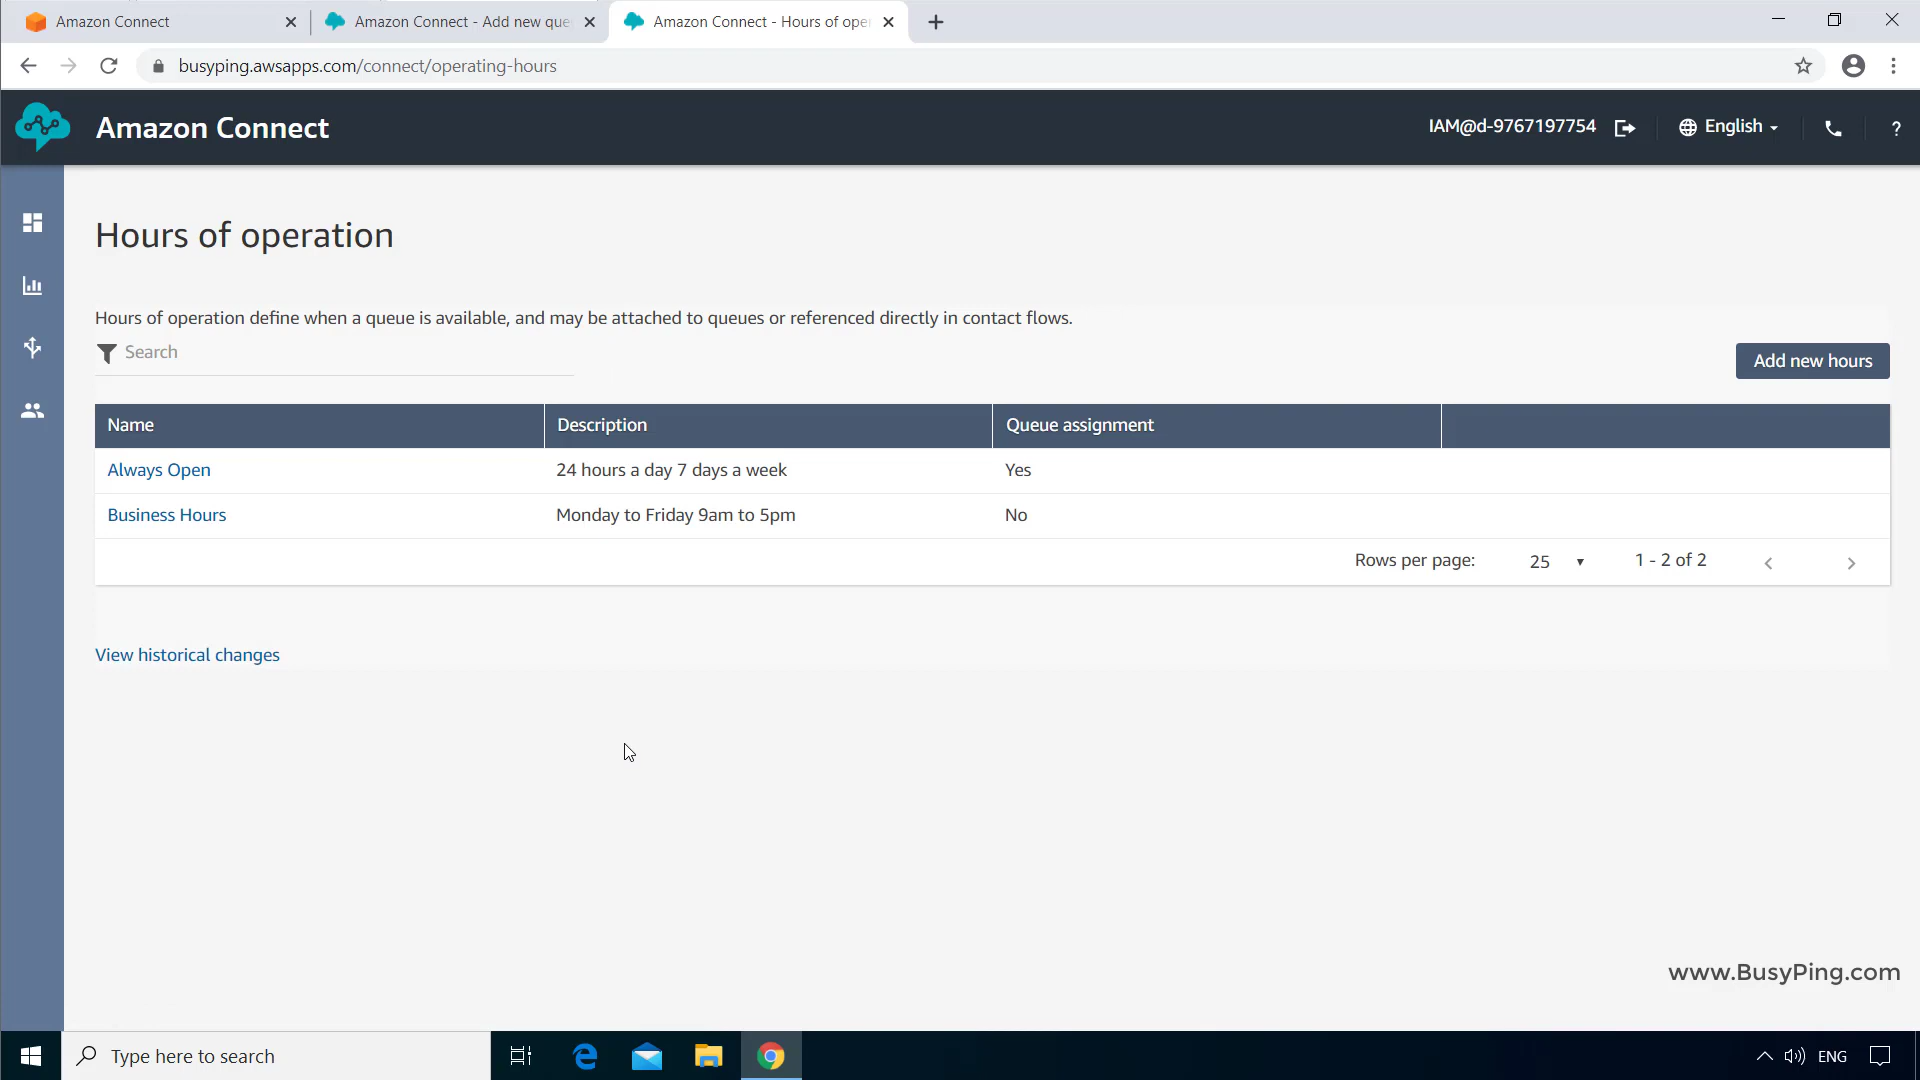 Amazon Connect
Amazon Connect - Add new que
Amazon Connect - Hours of oper
busyping.awsapps.com/connect/operating-hours
Amazon Connect
IAM@d-9767197754
English
?
Hours of operation
Hours of operation define when a queue is available, and may be attached to queues or referenced directly in contact flows.
Search
Add new hours
Name Description Queue assignment
Always Open 24 hours a day 7 days a week Yes
Business Hours Monday to Friday 9am to 5pm No
Rows per page: 25 1 - 2 of 2
View historical changes
www.BusyPing.com
Type here to search
ENG